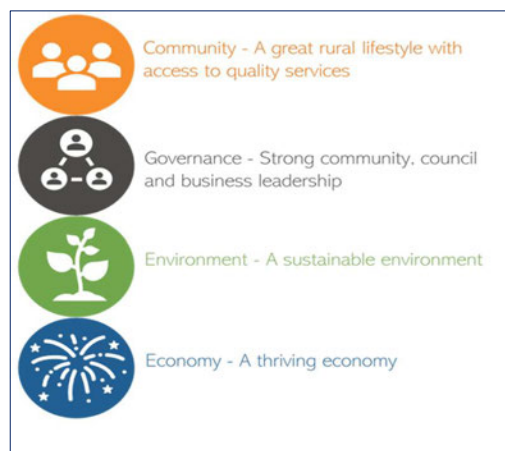 Community - A great rural lifestyle with
access to quality services
Governance - Strong community, council
and business leadership
Environment - A sustainable environment
Economy - A thriving economy